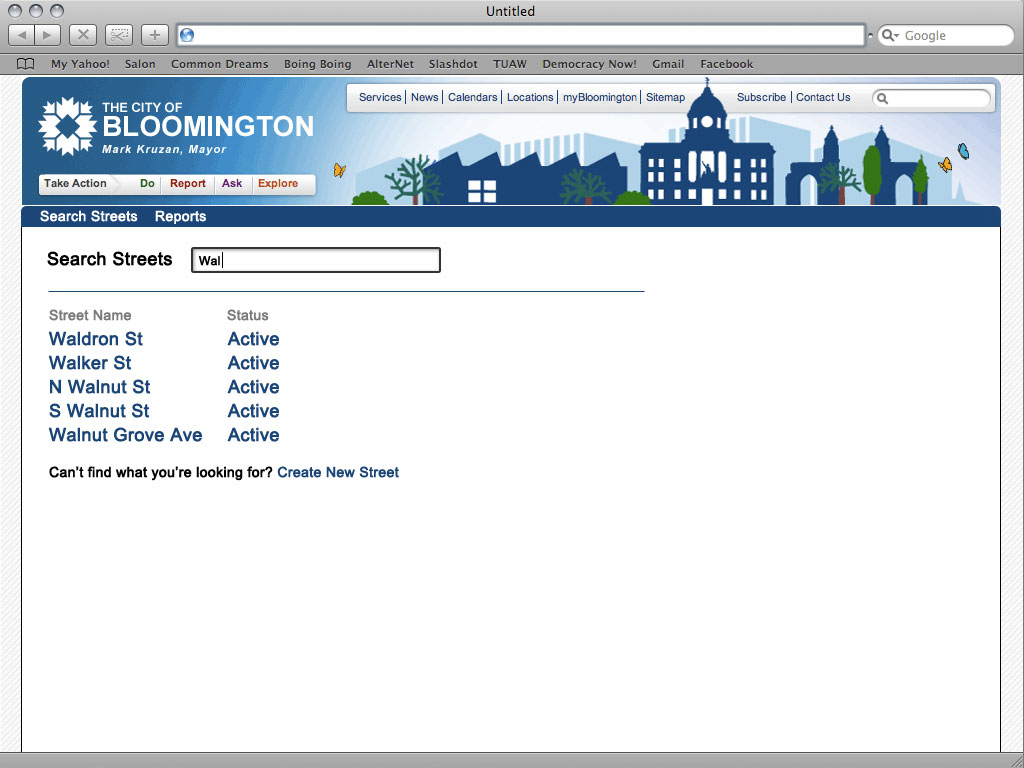 Untitled
Google
My Yahoo! Salon Common Dreams Boing Boing AlterNet Slashdot TUAW Democracy Now! Gmail Facebook
Services News Calendars Locations myBloomington Sitemap Subscribe Contact Us
THE CITY OF
BLOOMINGTON
Mark Kruzan, Mayor
Take Action Do Report Ask Explore
Search Streets Reports
Search Streets Wal
Street Name Status
Waldron St Active
Walker St Active
N Walnut St Active
S Walnut St Active
Walnut Grove Ave Active
Can't find what you're looking for? Create New Street